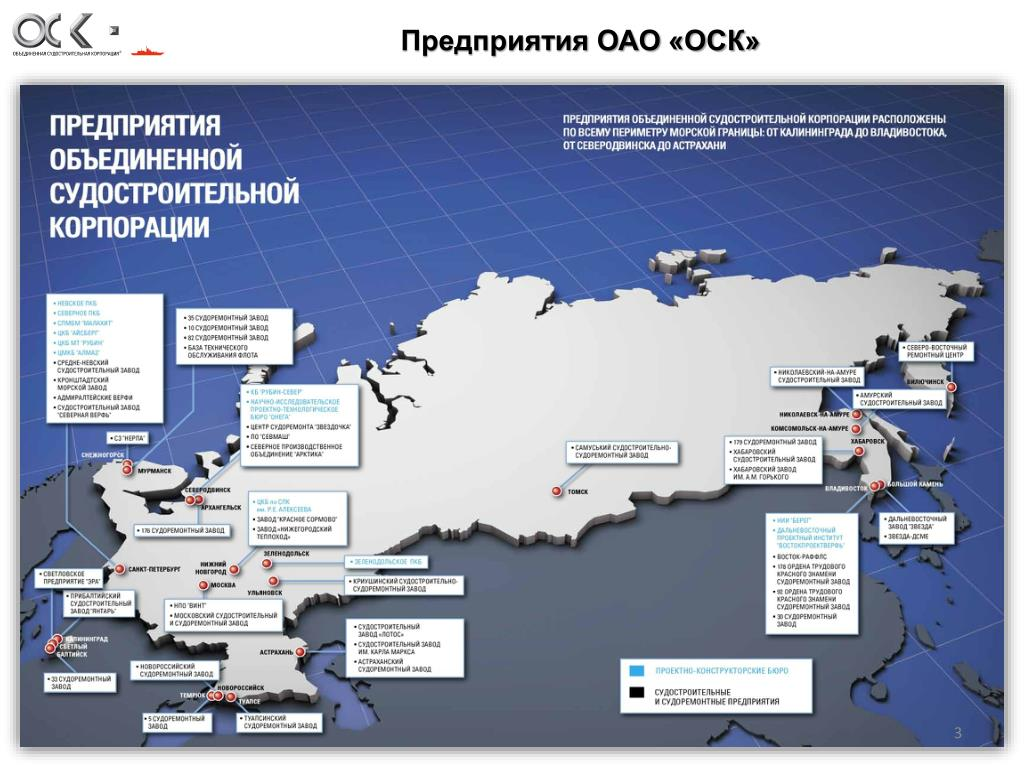 ОСК
ОБЪЕДИНЕННАЯ СУДОСТРОИТЕЛЬНАЯ КОРПОРАЦИЯ
Предприятия ОАО «ОСК»
ПРЕДПРИЯТИЯ
ОБЪЕДИНЕННОЙ
СУДОСТРОИТЕЛЬНОЙ
КОРПОРАЦИИ
ПРЕДПРИЯТИЯ ОБЪЕДИНЕННОЙ СУДОСТРОИТЕЛЬНОЙ КОРПОРАЦИИ РАСПОЛОЖЕНЫ
ПО ВСЕМУ ПЕРИМЕТРУ МОРСКОЙ ГРАНИЦЫ: ОТ КАЛИНИНГРАДА ДО ВЛАДИВОСТОКА,
ОТ СЕВЕРОДВИНСКА ДО АСТРАХАНИ
• НЕВСКОЕ ПКБ
• СЕВЕРНОЕ ПКБ
• СПМБМ "МАЛАХИТ"
• ЦКБ "АЙСБЕРГ"
• ЦКБ МТ "РУБИН"
• ЦМКБ "АЛМАЗ"
• СРЕДНЕ-НЕВСКИЙ
СУДОСТРОИТЕЛЬНЫЙ ЗАВОД
• КРОНШТАДТСКИЙ
МОРСКОЙ ЗАВОД
• АДМИРАЛТЕЙСКИЕ ВЕРФИ
• СУДОСТРОИТЕЛЬНЫЙ ЗАВОД
"СЕВЕРНАЯ ВЕРФЬ"
• 35 СУДОРЕМОНТНЫЙ ЗАВОД
• 10 СУДОРЕМОНТНЫЙ ЗАВОД
• 82 СУДОРЕМОНТНЫЙ ЗАВОД
• БАЗА ТЕХНИЧЕСКОГО
ОБСЛУЖИВАНИЯ ФЛОТА
• КБ "РУБИН-СЕВЕР"
• НАУЧНО-ИССЛЕДОВАТЕЛЬСКОЕ
ПРОЕКТНО-ТЕХНОЛОГИЧЕСКОЕ
БЮРО "ОНЕГА"
• ЦЕНТР СУДОРЕМОНТА "ЗВЕЗДОЧКА"
• ПО "СЕВМАШ"
• СЕВЕРНОЕ ПРОИЗВОДСТВЕННОЕ
ОБЪЕДИНЕНИЕ "АРКТИКА"
• СЗ "НЕРПА"
СНЕЖНОГОРСК
МУРМАНСК
СЕВЕРОДВИНСК
АРХАНГЕЛЬСК
• 176 СУДОРЕМОНТНЫЙ ЗАВОД
• ЦКБ по СПК
им. Р.Е. АЛЕКСЕЕВА
• ЗАВОД "КРАСНОЕ СОРМОВО"
• ЗАВОД «НИЖЕГОРОДСКИЙ
ТЕПЛОХОД»
ЗЕЛЕНОДОЛЬСК
• ЗЕЛЕНОДОЛЬСКОЕ ПКБ
НИЖНИЙ
НОВГОРОД
• КРИУШИНСКИЙ СУДОСТРОИТЕЛЬНО-
СУДОРЕМОНТНЫЙ ЗАВОД
УЛЬЯНОВСК
САНКТ-ПЕТЕРБУРГ
МОСКВА
• СВЕТЛОВСКОЕ
ПРЕДПРИЯТИЕ "ЭРА"
• ПРИБАЛТИЙСКИЙ
СУДОСТРОИТЕЛЬНЫЙ
ЗАВОД "ЯНТАРЬ"
• НПО "ВИНТ"
• МОСКОВСКИЙ СУДОСТРОИТЕЛЬНЫЙ
И СУДОРЕМОНТНЫЙ ЗАВОД
КАЛИНИНГРАД
СВЕТЛЫЙ
БАЛТИЙСК
• 33 СУДОРЕМОНТНЫЙ
ЗАВОД
АСТРАХАНЬ
• СУДОСТРОИТЕЛЬНЫЙ
ЗАВОД «ЛОТОС»
• СУДОСТРОИТЕЛЬНЫЙ ЗАВОД
ИМ. КАРЛА МАРКСА
• АСТРАХАНСКИЙ
СУДОРЕМОНТНЫЙ ЗАВОД
• НОВОРОССИЙСКИЙ
СУДОРЕМОНТНЫЙ ЗАВОД
НОВОРОССИЙСК
ТЕМРЮК
ТУАПСЕ
• 5 СУДОРЕМОНТНЫЙ
ЗАВОД
• ТУАПСИНСКИЙ
СУДОРЕМОНТНЫЙ ЗАВОД
• САМУСЬКИЙ СУДОСТРОИТЕЛЬНО-
СУДОРЕМОНТНЫЙ ЗАВОД
ТОМСК
• СЕВЕРО-ВОСТОЧНЫЙ
РЕМОНТНЫЙ ЦЕНТР
ВИЛЮЧИНСК
• НИКОЛАЕВСКИЙ-НА-АМУРЕ
СУДОСТРОИТЕЛЬНЫЙ ЗАВОД
• АМУРСКИЙ
СУДОСТРОИТЕЛЬНЫЙ ЗАВОД
НИКОЛАЕВСК-НА-АМУРЕ
КОМСОМОЛЬСК-НА-АМУРЕ
ХАБАРОВСК
• 179 СУДОРЕМОНТНЫЙ ЗАВОД
• ХАБАРОВСКИЙ
СУДОСТРОИТЕЛЬНЫЙ ЗАВОД
• ХАБАРОВСКИЙ ЗАВОД
ИМ. А.М. ГОРЬКОГО
ВЛАДИВОСТОК
БОЛЬШОЙ КАМЕНЬ
• НИИ "БЕРЕГ"
• ДАЛЬНЕВОСТОЧНЫЙ
ПРОЕКТНЫЙ ИНСТИТУТ
"ВОСТОКПРОЕКТВЕРФЬ"
• ВОСТОК-РАФФЛС
• 178 ОРДЕНА ТРУДОВОГО
КРАСНОГО ЗНАМЕНИ
СУДОРЕМОНТНЫЙ ЗАВОД
• 92 ОРДЕНА ТРУДОВОГО
КРАСНОГО ЗНАМЕНИ
СУДОРЕМОНТНЫЙ ЗАВОД
• 30 СУДОРЕМОНТНЫЙ
ЗАВОД
• ДАЛЬНЕВОСТОЧНЫЙ
ЗАВОД "ЗВЕЗДА"
• ЗВЕЗДА-ДСМЕ
ПРОЕКТНО-КОНСТРУКТОРСКИЕ БЮРО
СУДОСТРОИТЕЛЬНЫЕ
И СУДОРЕМОНТНЫЕ ПРЕДПРИЯТИЯ
3